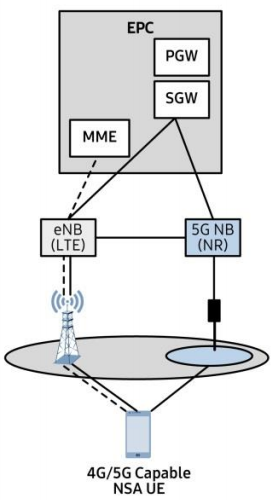 EPC
PGW
SGW
MME
eNB
(LTE)
5G NB
(NR)
4G/5G Capable
NSA UE